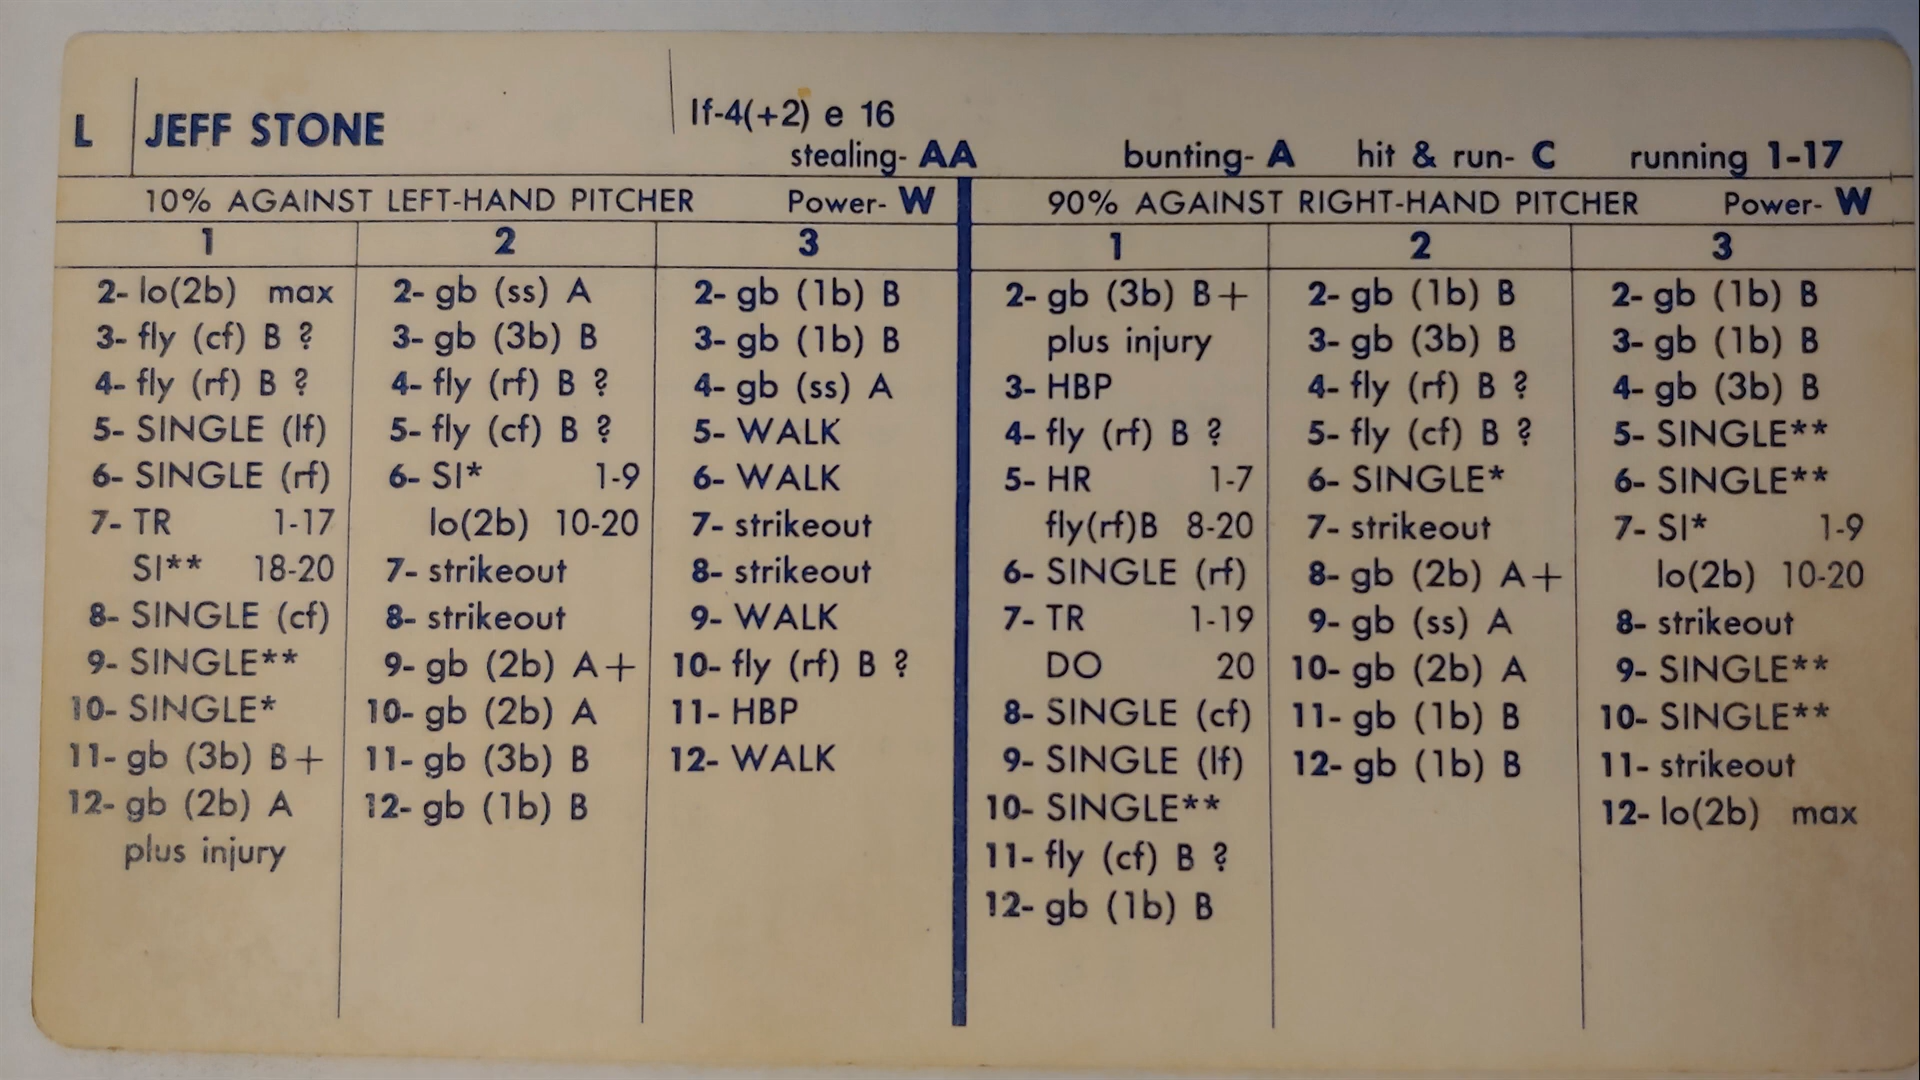 L JEFF STONE lf-4(+2) e 16
stealing- AA bunting- A hit & run- C running 1-17
10% AGAINST LEFT-HAND PITCHER Power- W
1
2- lo(2b) max
3- fly (cf) B ?
4- fly (rf) B ?
5- SINGLE (lf)
6- SINGLE (rf)
7- TR 1-17
SI** 18-20
8- SINGLE (cf)
9- SINGLE**
10- SINGLE*
11- gb (3b) B+
12- gb (2b) A
plus injury
2
2- gb (ss) A
3- gb (3b) B
4- fly (rf) B ?
5- fly (cf) B ?
6- SI* 1-9
lo(2b) 10-20
7- strikeout
8- strikeout
9- gb (2b) A+
10- gb (2b) A
11- gb (3b) B
12- gb (1b) B
3
2- gb (1b) B
3- gb (1b) B
4- gb (ss) A
5- WALK
6- WALK
7- strikeout
8- strikeout
9- WALK
10- fly (rf) B ?
11- HBP
12- WALK
90% AGAINST RIGHT-HAND PITCHER Power- W
1
2- gb (3b) B+
plus injury
3- HBP
4- fly (rf) B ?
5- HR 1-7
fly(rf)B 8-20
6- SINGLE (rf)
7- TR 1-19
DO 20
8- SINGLE (cf)
9- SINGLE (lf)
10- SINGLE**
11- fly (cf) B ?
12- gb (1b) B
2
2- gb (1b) B
3- gb (3b) B
4- fly (rf) B ?
5- fly (cf) B ?
6- SINGLE*
7- strikeout
8- gb (2b) A+
9- gb (ss) A
10- gb (2b) A
11- gb (1b) B
12- gb (1b) B
3
2- gb (1b) B
3- gb (1b) B
4- gb (3b) B
5- SINGLE**
6- SINGLE**
7- SI* 1-9
lo(2b) 10-20
8- strikeout
9- SINGLE**
10- SINGLE**
11- strikeout
12- lo(2b) max